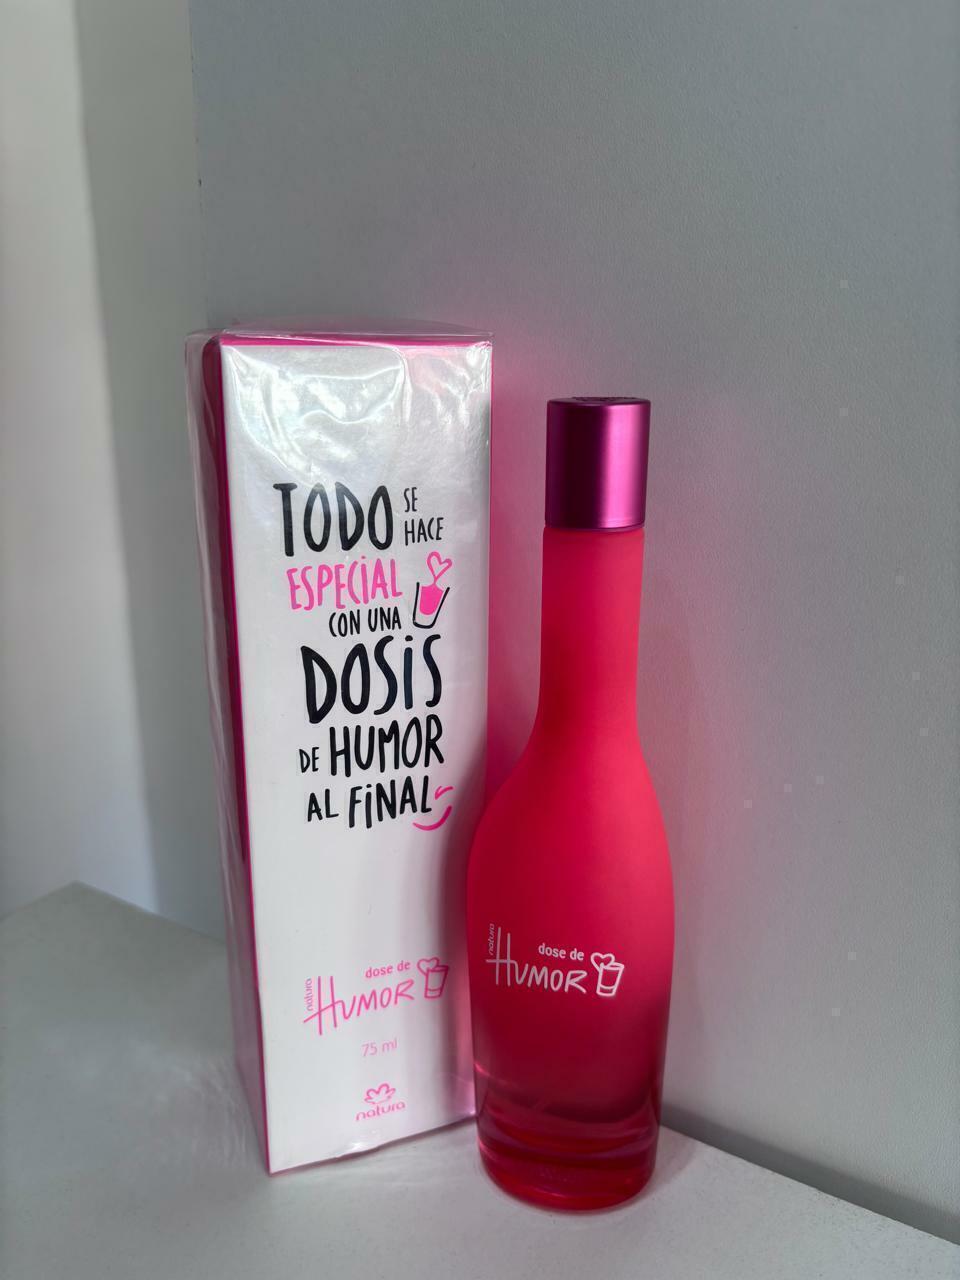 TODO SE
HACE
ESPECIAL
CON UNA
DOSIS
DE HUMOR
AL FINAL
natura
dose de
HUMOR
75 ml
natura
natura
dose de
HUMOR